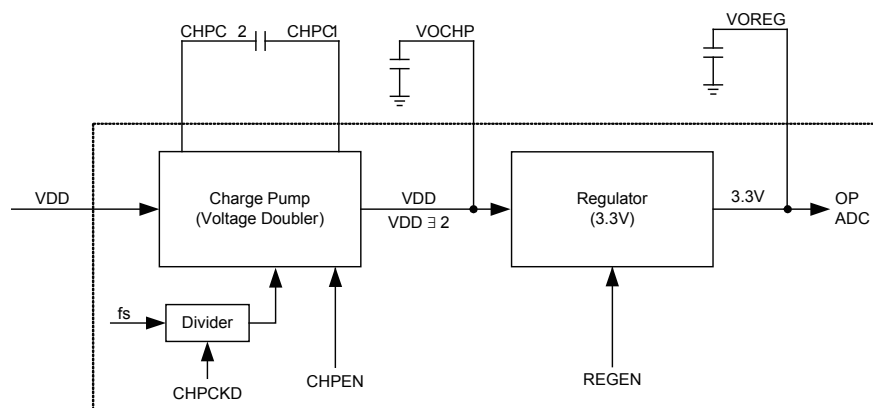 CHPC 2
CHPC1
VOCHP
VOREG
VDD
Charge Pump
(Voltage Doubler)
VDD
VDD ∃ 2
Regulator
(3.3V)
3.3V
OP
ADC
fs
Divider
CHPCKD
CHPEN
REGEN